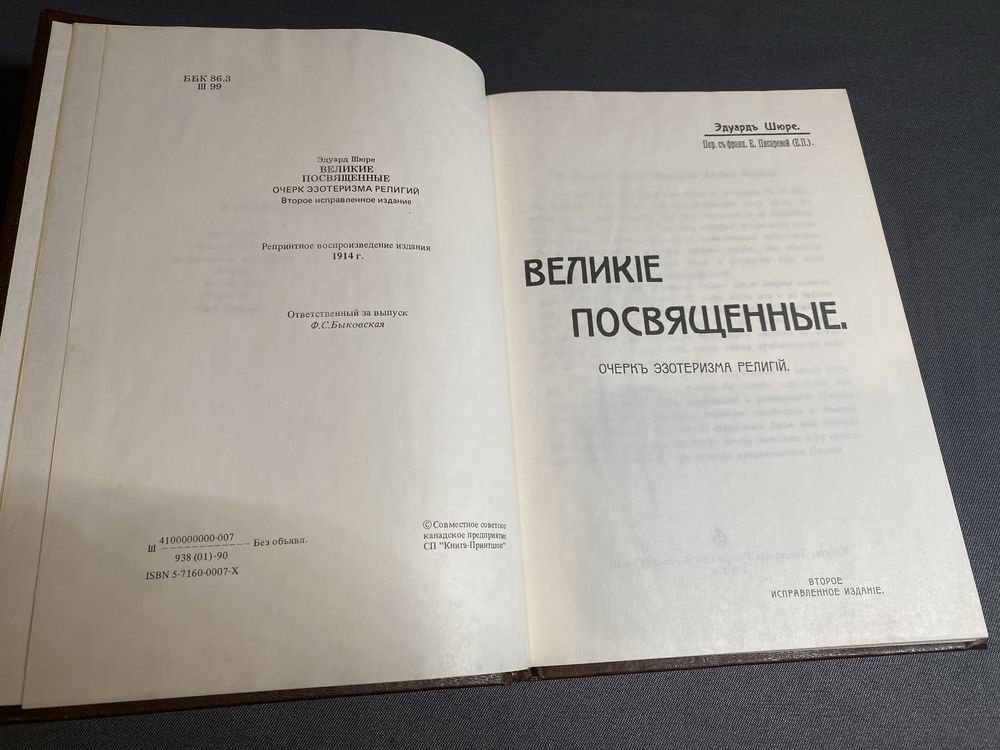 ББК 86.3
Ш 99
Эдуард Шюре
ВЕЛИКИЕ
ПОСВЯЩЕННЫЕ
ОЧЕРК ЭЗОТЕРИЗМА РЕЛИГИЙ
Второе исправленное издание
Репринтное воспроизведение издания
1914 г.
Ответственный за выпуск
Ф.С.Быковская
Ш 4100000000-007
938 (01)-90
Без объявл.
ISBN 5-7160-0007-X
© Совместное советско
канадское предприятие
СП "Книга-Принтшоп"
Эдуардъ Шюре.
Пер. съ франц. Е. Писаревой (Е.П.).
ВЕЛИКІЕ
ПОСВЯЩЕННЫЕ.
ОЧЕРКЪ ЭЗОТЕРИЗМА РЕЛИГІЙ.
ВТОРОЕ
ИСПРАВЛЕННОЕ ИЗДАНІЕ.